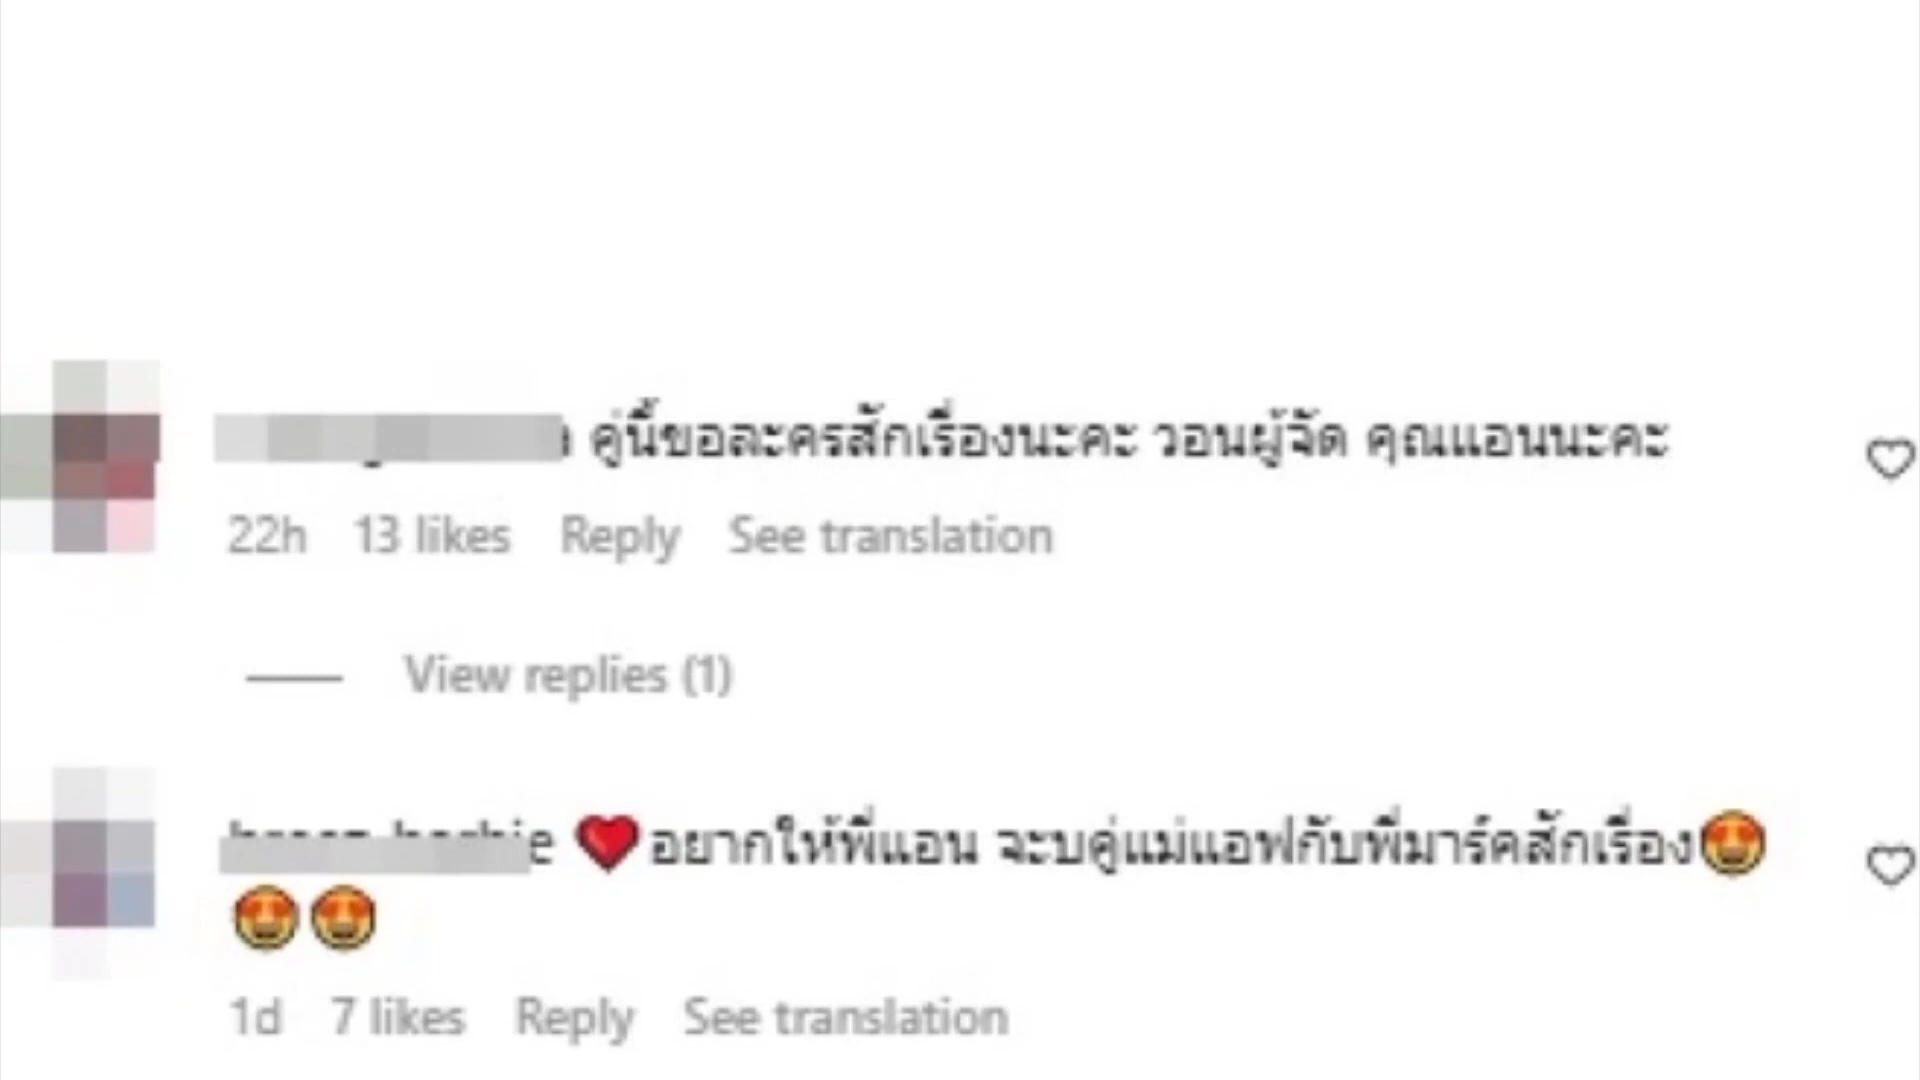 คู่นี้ขอละครสักเรื่องนะคะ วอนผู้จัด คุณแอนนะคะ
22h 13 likes Reply See translation
View replies (1)
❤️อยากให้พี่แอน จะบคู่แม่แอฟกับพี่มาร์คสักเรื่อง🤩
🤩🤩
1d 7 likes Reply See translation